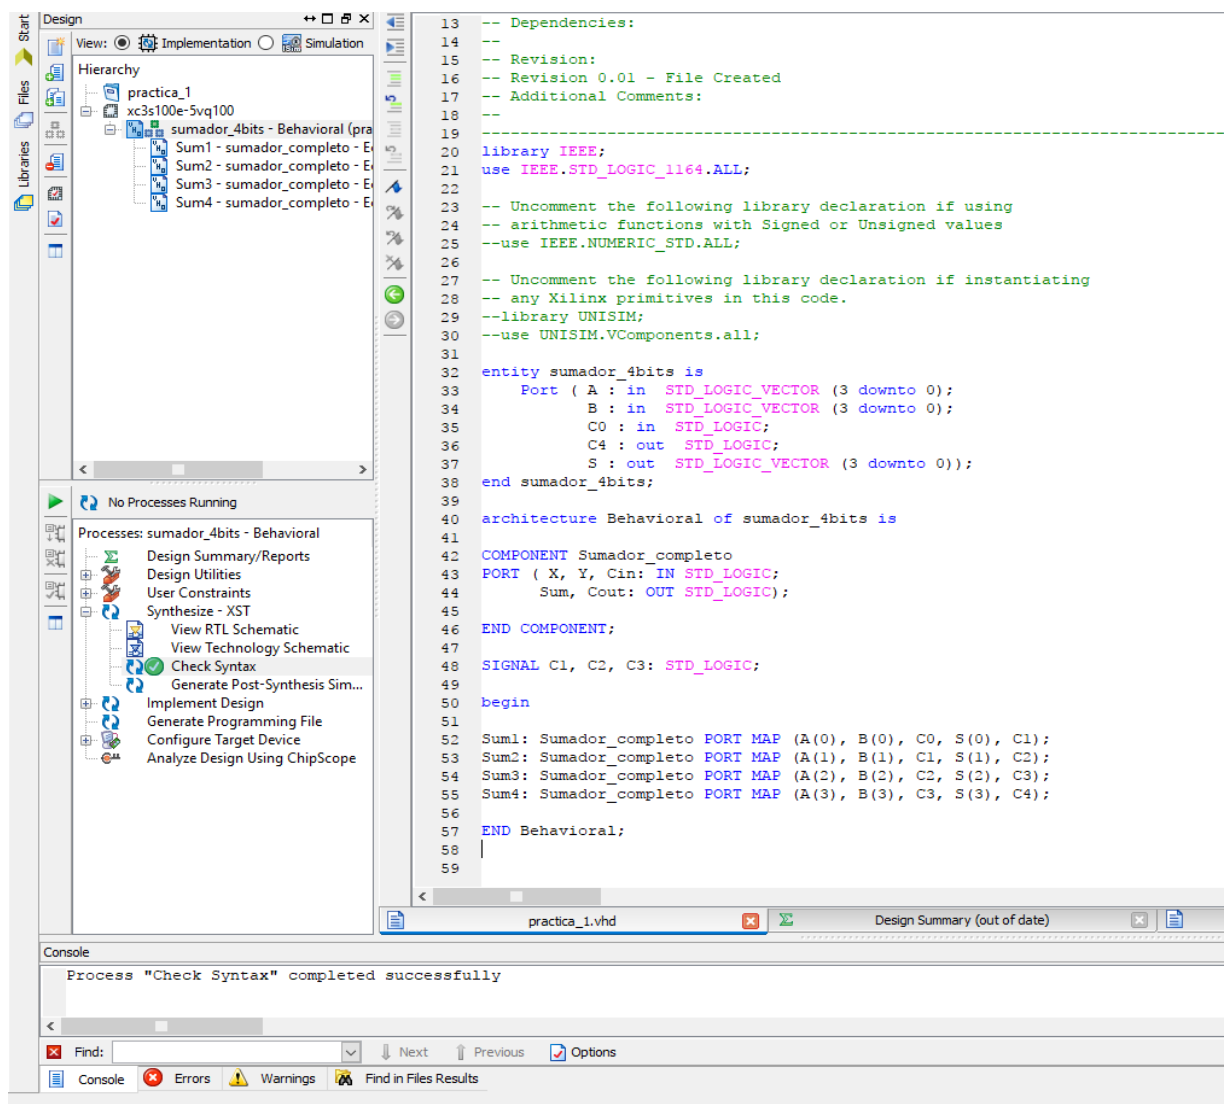 Design
View: Implementation Simulation
Hierarchy
practica_1
xc3s100e-5vq100
sumador_4bits - Behavioral (pra
Sum1 - sumador_completo - E
Sum2 - sumador_completo - E
Sum3 - sumador_completo - E
Sum4 - sumador_completo - E
Start
Files
Libraries
No Processes Running
Processes: sumador_4bits - Behavioral
Design Summary/Reports
Design Utilities
User Constraints
Synthesize - XST
View RTL Schematic
View Technology Schematic
Check Syntax
Generate Post-Synthesis Sim...
Implement Design
Generate Programming File
Configure Target Device
Analyze Design Using ChipScope
13 -- Dependencies:
14 --
15 -- Revision:
16 -- Revision 0.01 - File Created
17 -- Additional Comments:
18 --
19 ----------------------------------------------------------------------------------
20 library IEEE;
21 use IEEE.STD_LOGIC_1164.ALL;
22
23 -- Uncomment the following library declaration if using
24 -- arithmetic functions with Signed or Unsigned values
25 --use IEEE.NUMERIC_STD.ALL;
26
27 -- Uncomment the following library declaration if instantiating
28 -- any Xilinx primitives in this code.
29 --library UNISIM;
30 --use UNISIM.VComponents.all;
31
32 entity sumador_4bits is
33 Port ( A : in STD_LOGIC_VECTOR (3 downto 0);
34 B : in STD_LOGIC_VECTOR (3 downto 0);
35 C0 : in STD_LOGIC;
36 C4 : out STD_LOGIC;
37 S : out STD_LOGIC_VECTOR (3 downto 0));
38 end sumador_4bits;
39
40 architecture Behavioral of sumador_4bits is
41
42 COMPONENT Sumador_completo
43 PORT ( X, Y, Cin: IN STD_LOGIC;
44 Sum, Cout: OUT STD_LOGIC);
45
46 END COMPONENT;
47
48 SIGNAL C1, C2, C3: STD_LOGIC;
49
50 begin
51
52 Sum1: Sumador_completo PORT MAP (A(0), B(0), C0, S(0), C1);
53 Sum2: Sumador_completo PORT MAP (A(1), B(1), C1, S(1), C2);
54 Sum3: Sumador_completo PORT MAP (A(2), B(2), C2, S(2), C3);
55 Sum4: Sumador_completo PORT MAP (A(3), B(3), C3, S(3), C4);
56
57 END Behavioral;
58
59
practica_1.vhd
Design Summary (out of date)
Console
Process "Check Syntax" completed successfully
Find: Next Previous Options
Console Errors Warnings Find in Files Results